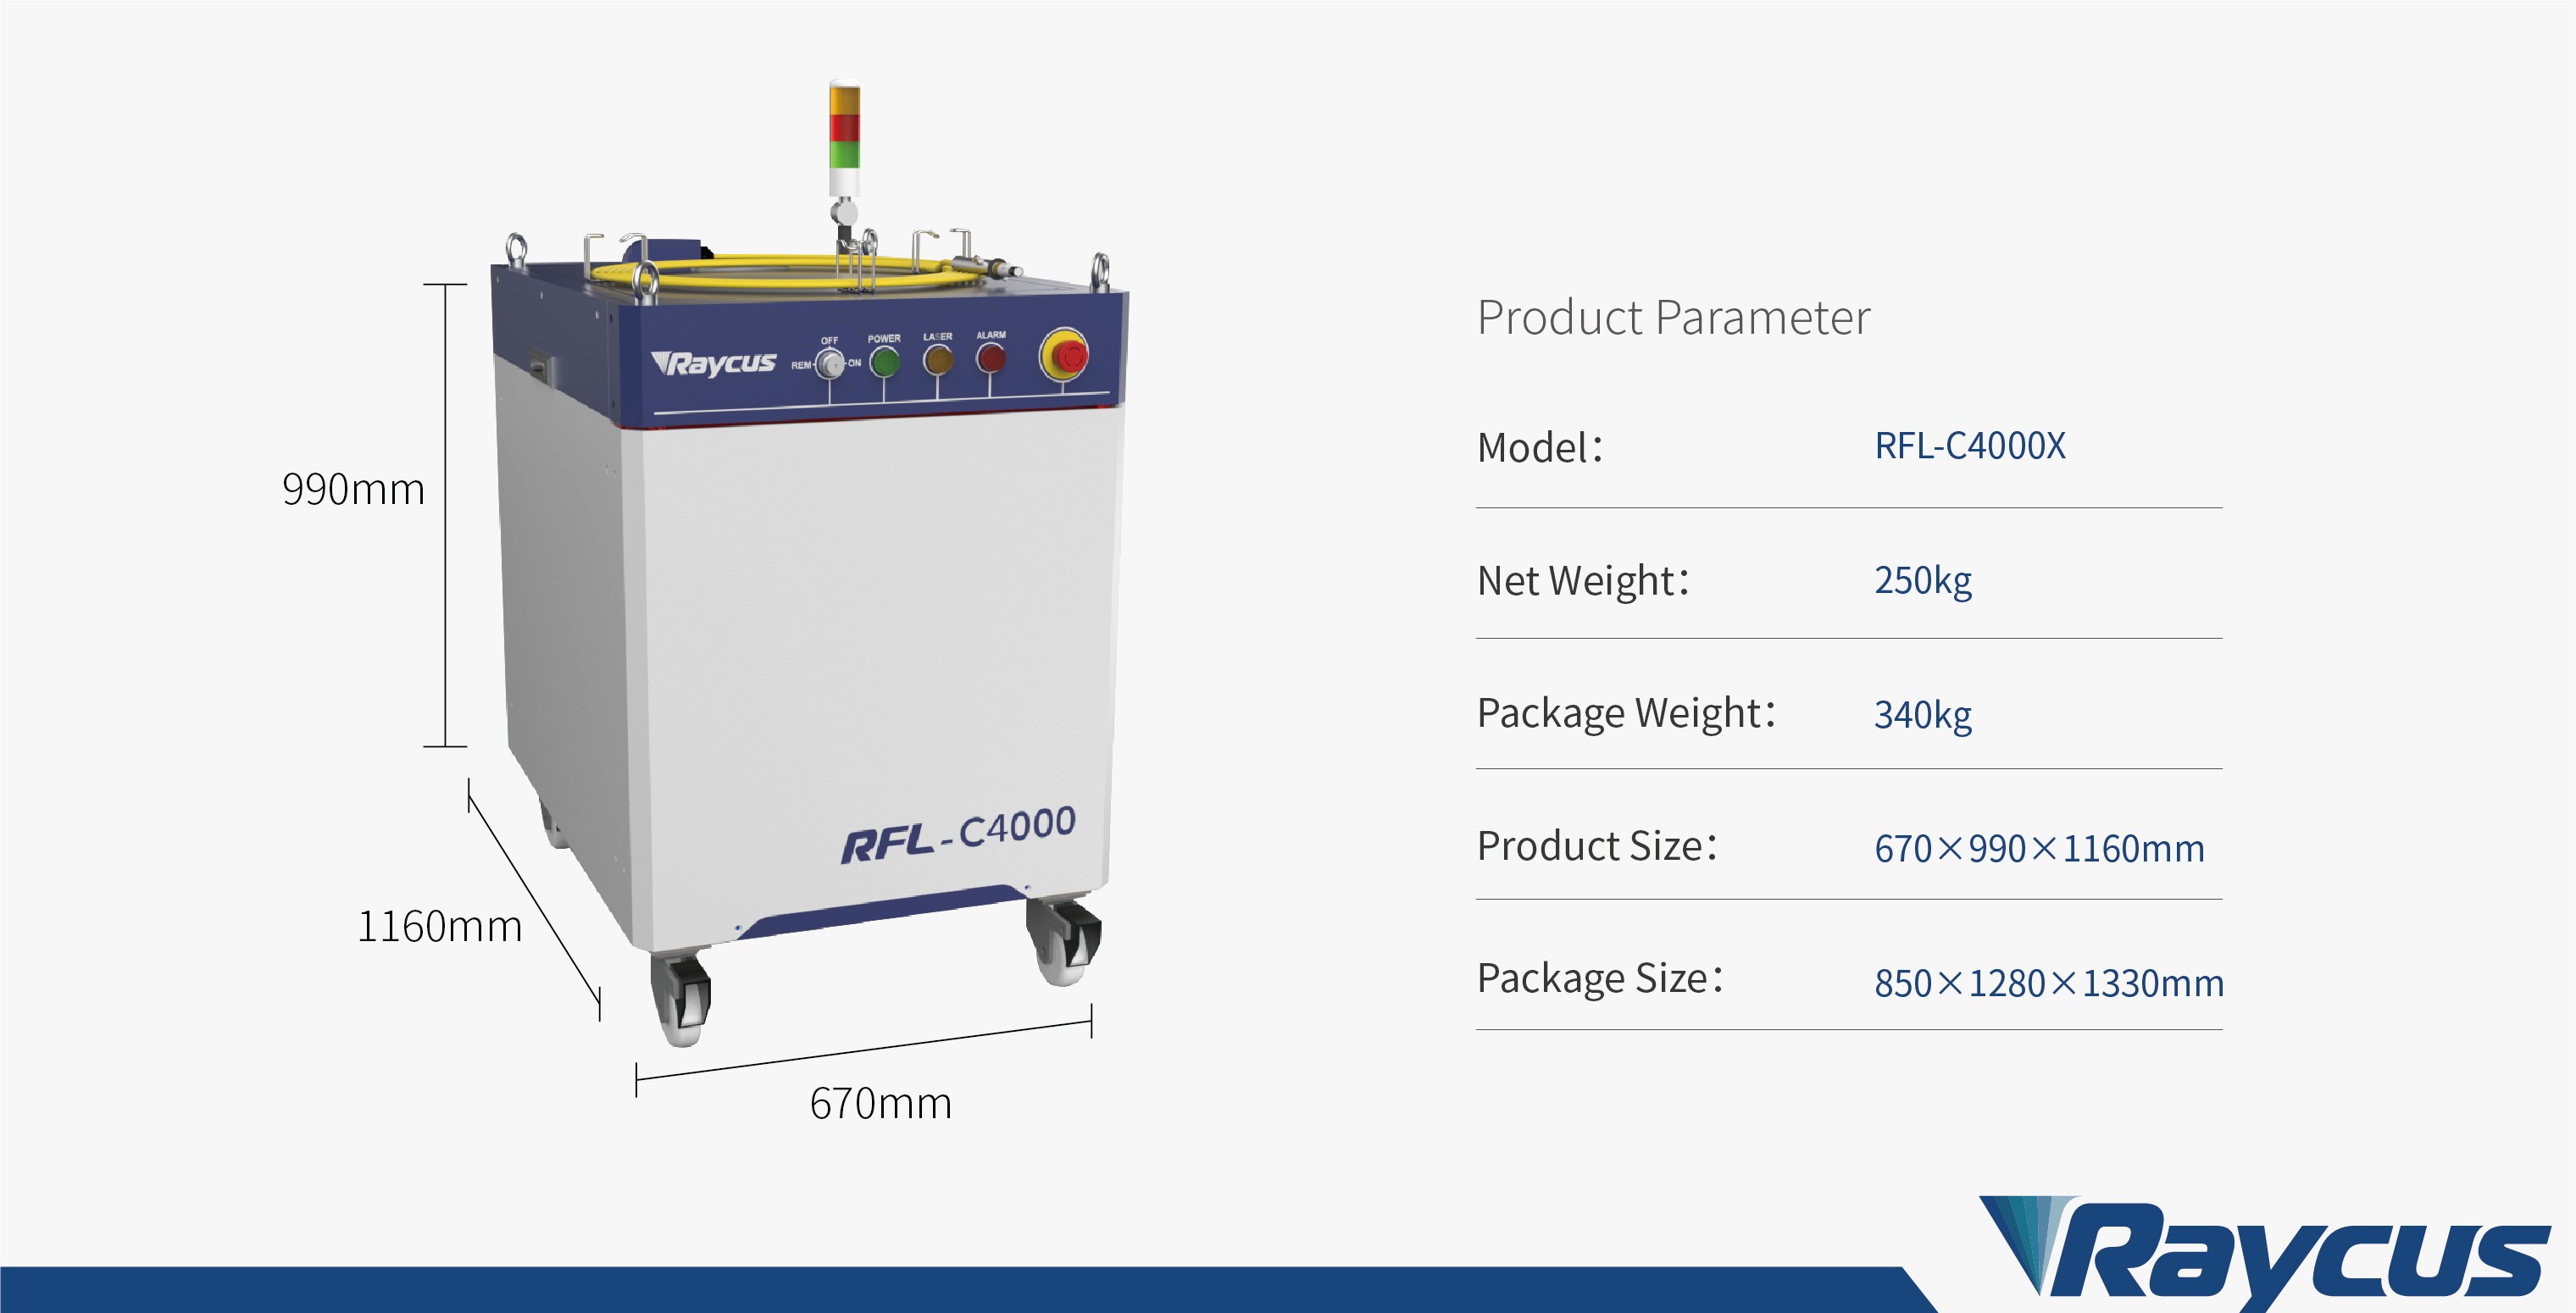 Raycus
OFF
REM
ON
POWER
LASER
ALARM
990mm
RFL-C4000
1160mm
670mm
Product Parameter
Model： RFL-C4000X
Net Weight： 250kg
Package Weight： 340kg
Product Size： 670×990×1160mm
Package Size： 850×1280×1330mm
Raycus